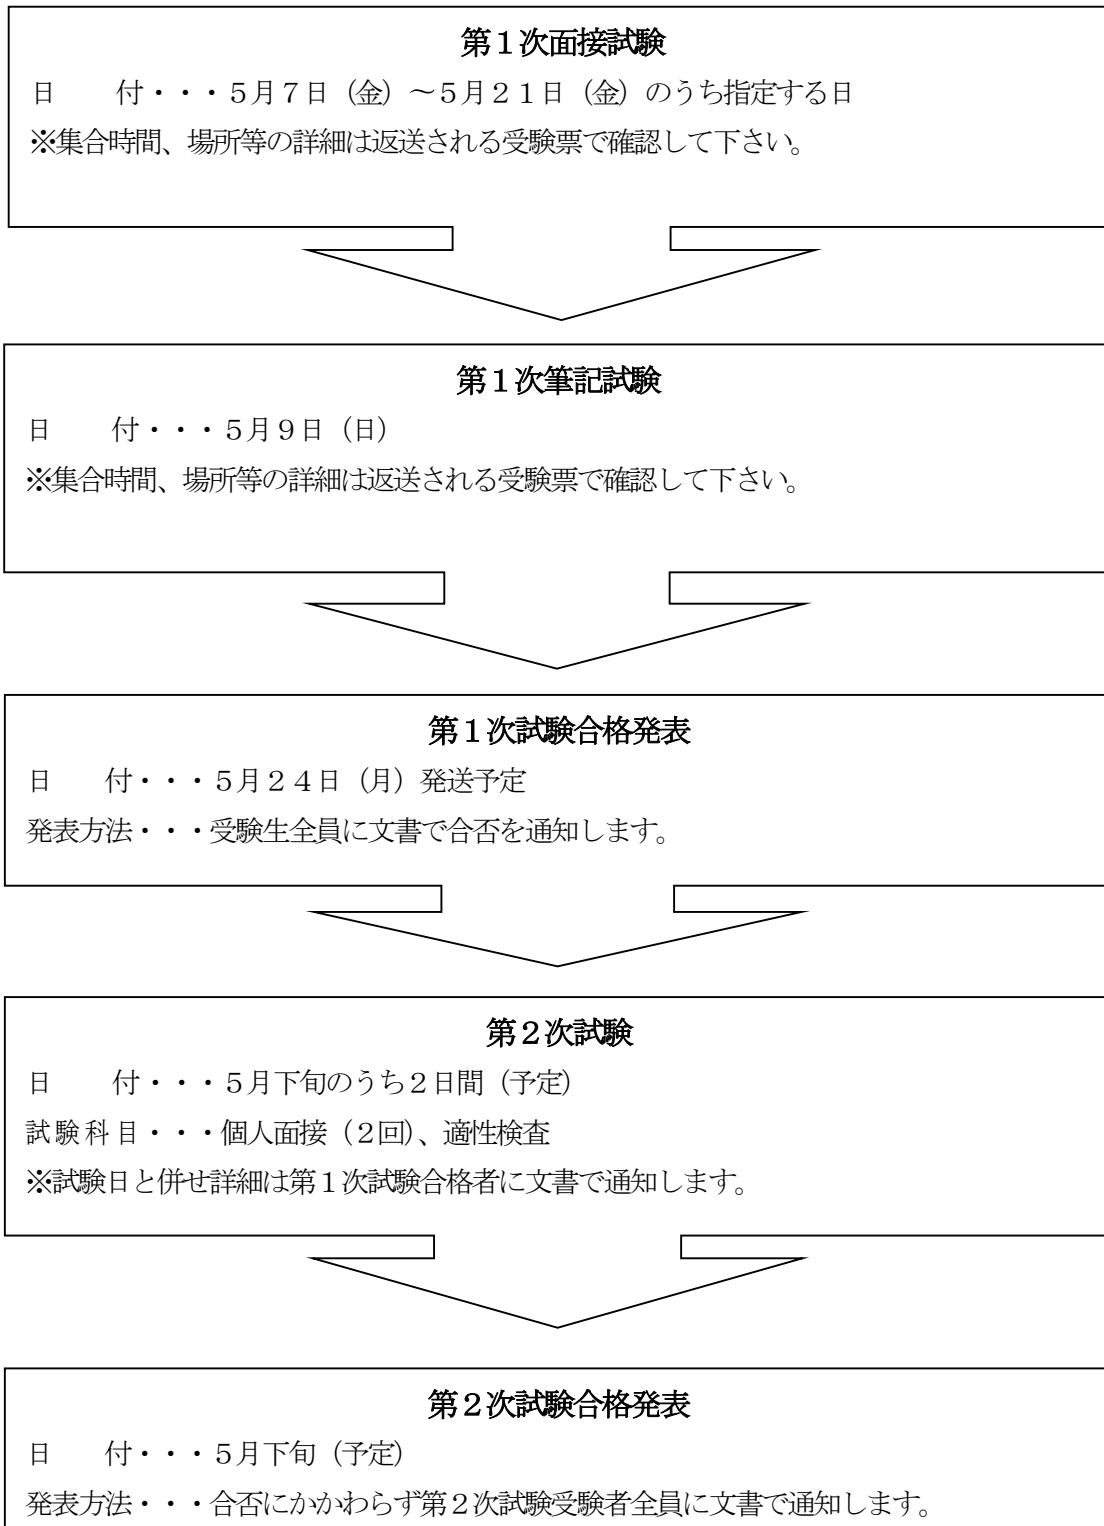 第１次面接試験
日　　付・・・５月７日（金）～５月２１日（金）のうち指定する日
※集合時間、場所等の詳細は返送される受験票で確認して下さい。
第１次筆記試験
日　　付・・・５月９日（日）
※集合時間、場所等の詳細は返送される受験票で確認して下さい。
第１次試験合格発表
日　　付・・・５月２４日（月）発送予定
発表方法・・・受験生全員に文書で合否を通知します。
第２次試験
日　　付・・・５月下旬のうち２日間（予定）
試験科目・・・個人面接（２回）、適性検査
※試験日と併せ詳細は第１次試験合格者に文書で通知します。
第２次試験合格発表
日　　付・・・５月下旬（予定）
発表方法・・・合否にかかわらず第２次試験受験者全員に文書で通知します。